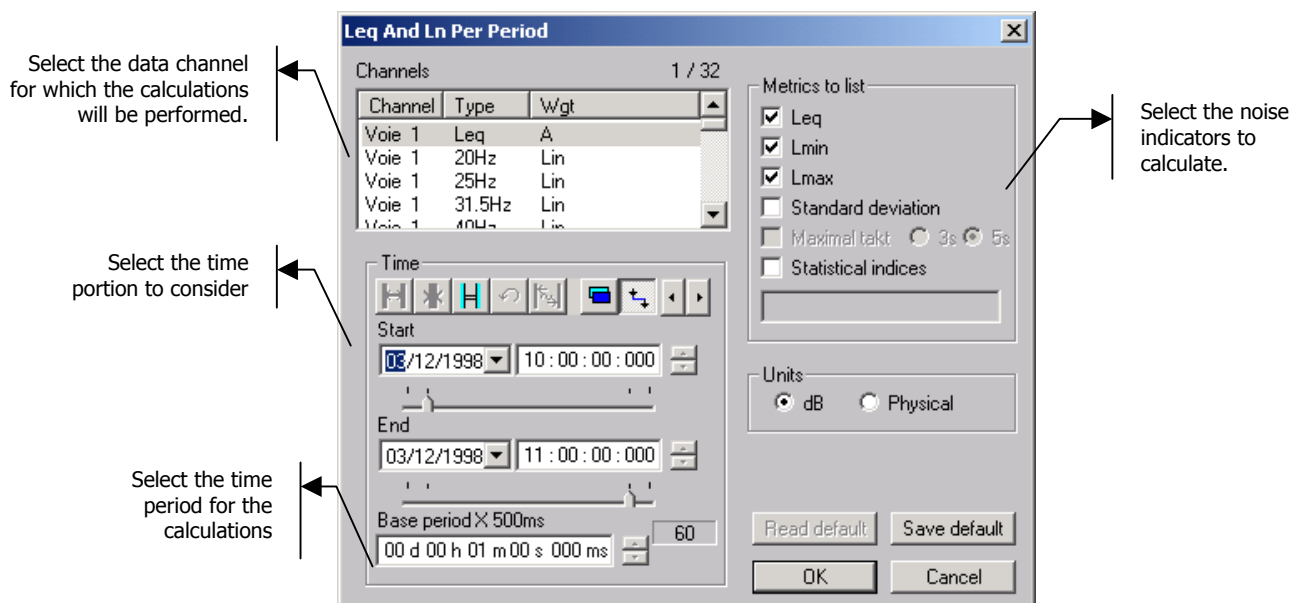 Leq And Ln Per Period
Select the data channel
for which the calculations
will be performed.
Channels 1 / 32
Channel Type Wgt
Voie 1 Leq A
Voie 1 20Hz Lin
Voie 1 25Hz Lin
Voie 1 31.5Hz Lin
Voie 1 40Hz Lin
Metrics to list
Leq
Lmin
Lmax
Standard deviation
Maximal takt 3s 5s
Statistical indices
Select the noise
indicators to
calculate.
Select the time
portion to consider
Time
Start
03/12/1998 10:00:00:000
End
03/12/1998 11:00:00:000
Units
dB Physical
Select the time
period for the
calculations
Base period X 500ms
00 d 00 h 01 m 00 s 000 ms 60
Read default Save default
OK Cancel